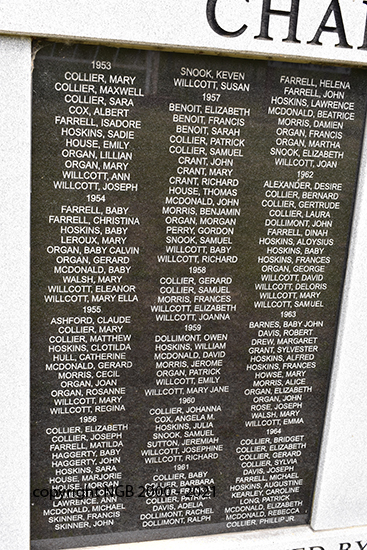 CHA
1953
COLLIER, MARY
COLLIER, MAXWELL
COLLIER, SARA
COX, ALBERT
FARRELL, ISADORE
HOSKINS, SADIE
HOUSE, EMILY
ORGAN, LILLIAN
ORGAN, MARY
WILLCOTT, ANN
WILLCOTT, JOSEPH
1954
FARRELL, BABY
FARRELL, CHRISTINA
HOSKINS, BABY
LEROUX, MARY
ORGAN, BABY CALVIN
ORGAN, GERARD
MCDONALD, BABY
WALSH, MARY
WILLCOTT, ELEANOR
WILLCOTT, MARY ELLA
1955
ASHFORD, CLAUDE
COLLIER, MARY
COLLIER, MATTHEW
HOSKINS, CLOTILDA
HULL, CATHERINE
MCDONALD, GERARD
MORRIS, CECIL
ORGAN, JOAN
ORGAN, ROSANNE
WILLCOTT, MARY
WILLCOTT, REGINA
1956
COLLIER, ELIZABETH
COLLIER, JOSEPH
FARRELL, MATILDA
HAGGERTY, BABY
HAGGERTY, JOHN
HOSKINS, SARA
HOUSE, MARJORIE
HOUSE, HORAN
LAWRENCE, ANN
MCDONALD, MICHAEL
SKINNER, FRANCIS
SKINNER, JOHN
SNOOK, KEVEN
WILLCOTT, SUSAN
1957
BENOIT, ELIZABETH
BENOIT, FRANCIS
BENOIT, SARAH
COLLIER, PATRICK
COLLIER, SAMUEL
CRANT, JOHN
CRANT, MARY
CRANT, RICHARD
HOUSE, THOMAS
MCDONALD, JOHN
MORRIS, BENJAMIN
ORGAN, MORGAN
PERRY, GORDON
SNOOK, SAMUEL
WILLCOTT, BABY
WILLCOTT, RICHARD
1958
COLLIER, GERARD
COLLIER, SAMUEL
MORRIS, FRANCES
WILLCOTT, ELIZABETH
WILLCOTT, JOANNA
1959
DOLLIMONT, OWEN
HOSKINS, WILLIAM
MCDONALD, DAVID
MORRIS, JEROME
ORGAN, PATRICK
WILLCOTT, EMILY
WILLCOTT, MARY JANE
1960
COLLIER, JOHANNA
COX, ANGELA M.
HOSKINS, JULIA
SNOOK, SAMUEL
SUTTON, JEREMIAH
WILLCOTT, JOSEPHINE
WILLCOTT, RICHARD
1961
COLLIER, BABY
COLLIER, BARBARA
COLLIER, PATRICK
DAVIS, ADELIA
DOLLIMONT, RACHEL
DOLLIMONT, RALPH
FARRELL, HELENA
FARRELL, JOHN
HOSKINS, LAWRENCE
MCDONALD, BEATRICE
MORRIS, DAMIEN
ORGAN, FRANCIS
ORGAN, MARTHA
SNOOK, ELIZABETH
WILLCOTT, JOAN
1962
ALEXANDER, DESIRE
COLLIER, BERNARD
COLLIER, GERTRUDE
COLLIER, LAURA
DOLLIMONT, JOHN
FARRELL, DINAH
HOSKINS, ALOYSIUS
HOSKINS, BABY
HOSKINS, FRANCES
ORGAN, GEORGE
WILLCOTT, DAVID
WILLCOTT, DELORIS
WILLCOTT, MARY
WILLCOTT, SAMUEL
1963
BARNES, BABY JOHN
DAVIS, ROBERT
DREW, MARGARET
GRANT, SYLVESTER
HOSKINS, ALFRED
HOSKINS, FRANCES
HOWSE, MARY
MORRIS, ALICE
ORGAN, ELIZABETH
ORGAN, JOHN
ROSE, JOSEPH
WALSH, MARY
WILLCOTT, EMMA
1964
COLLIER, BRIDGET
COLLIER, ELIZABETH
COLLIER, GERARD
COLLIER, SYLVIA
DAVIS, JOSEPH
FARRELL, MICHAEL
HOSKINS, AUGUSTINE
KEARLEY, CAROLINE
LONG, PATRICK
MCDONALD, ELIZABETH
MCDONALD, REBECCA
COLLIER, PHILLIP JR